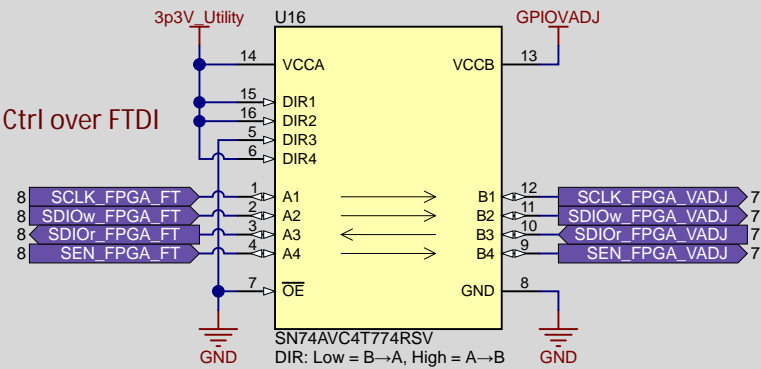 3p3V_Utility U16 GPIOVADJ
14 VCCA VCCB 13
15 DIR1
Ctrl over FTDI 16 DIR2
5 DIR3
6 DIR4
8 SCLK_FPGA_FT 1 A1 B1 12 SCLK_FPGA_VADJ 7
8 SDIOw_FPGA_FT 2 A2 B2 11 SDIOw_FPGA_VADJ 7
8 SDIOr_FPGA_FT 3 A3 B3 10 SDIOr_FPGA_VADJ 7
8 SEN_FPGA_FT 4 A4 B4 9 SEN_FPGA_VADJ 7
7 OE GND 8
SN74AVC4T774RSV
GND DIR: Low = B→A, High = A→B GND